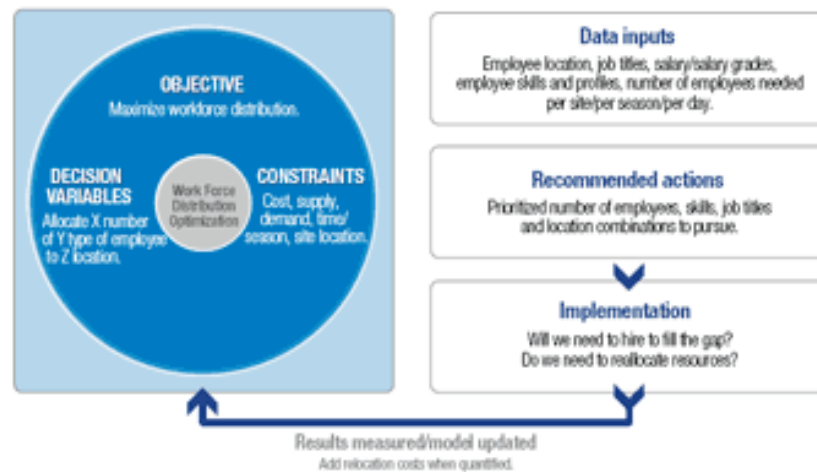 OBJECTIVE
Maximize workforce distribution.
DECISION
VARIABLES
Allocate X number
of Y type of employee
to Z location.
Work Force
Distribution
Optimization
CONSTRAINTS
Cost, supply,
demand, time/
season, site location.
Data inputs
Employee location, job titles, salary/salary grades,
employee skills and profiles, number of employees needed
per site/per season/per day.
Recommended actions
Prioritized number of employees, skills, job titles
and location combinations to pursue.
Implementation
Will we need to hire to fill the gap?
Do we need to reallocate resources?
Results measured/model updated
Add relocation costs when quantified.